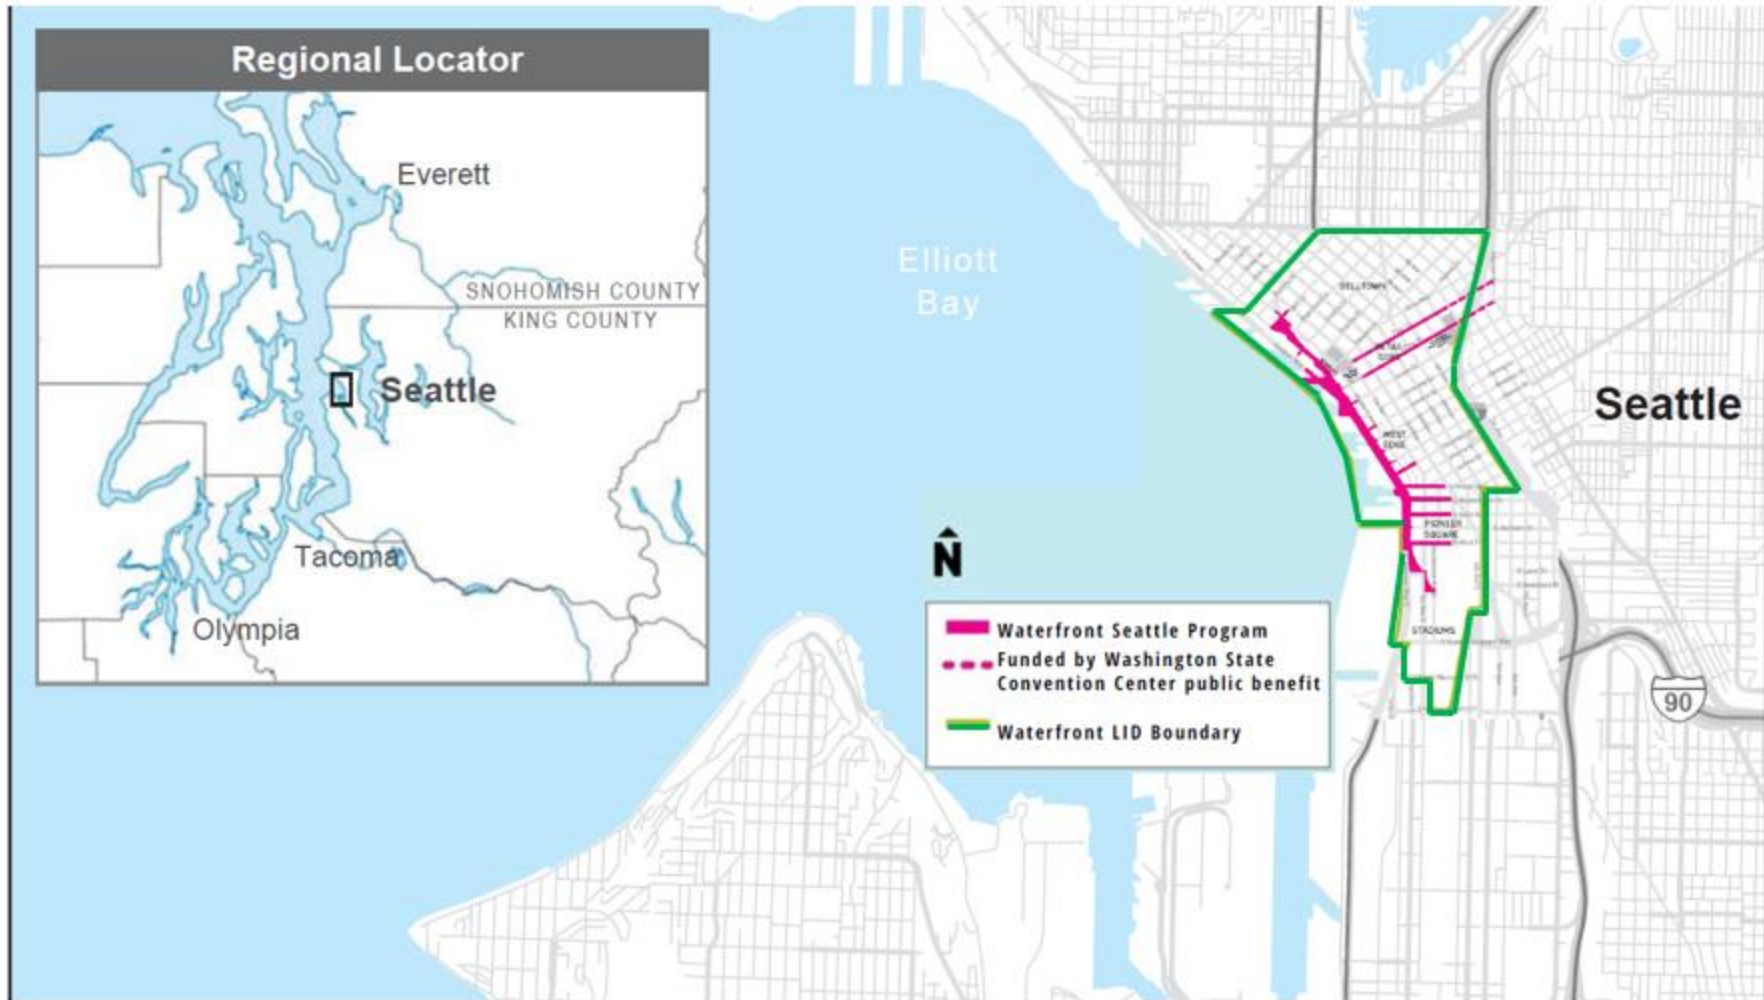 Regional Locator
Everett
SNOHOMISH COUNTY
KING COUNTY
Seattle
Tacoma
Olympia
Elliott
Bay
N
Waterfront Seattle Program
Funded by Washington State
Convention Center public benefit
Waterfront LID Boundary
BELLTOWN
WEST
EDGE
PIONEER
SQUARE
STADIUMS
Seattle
90